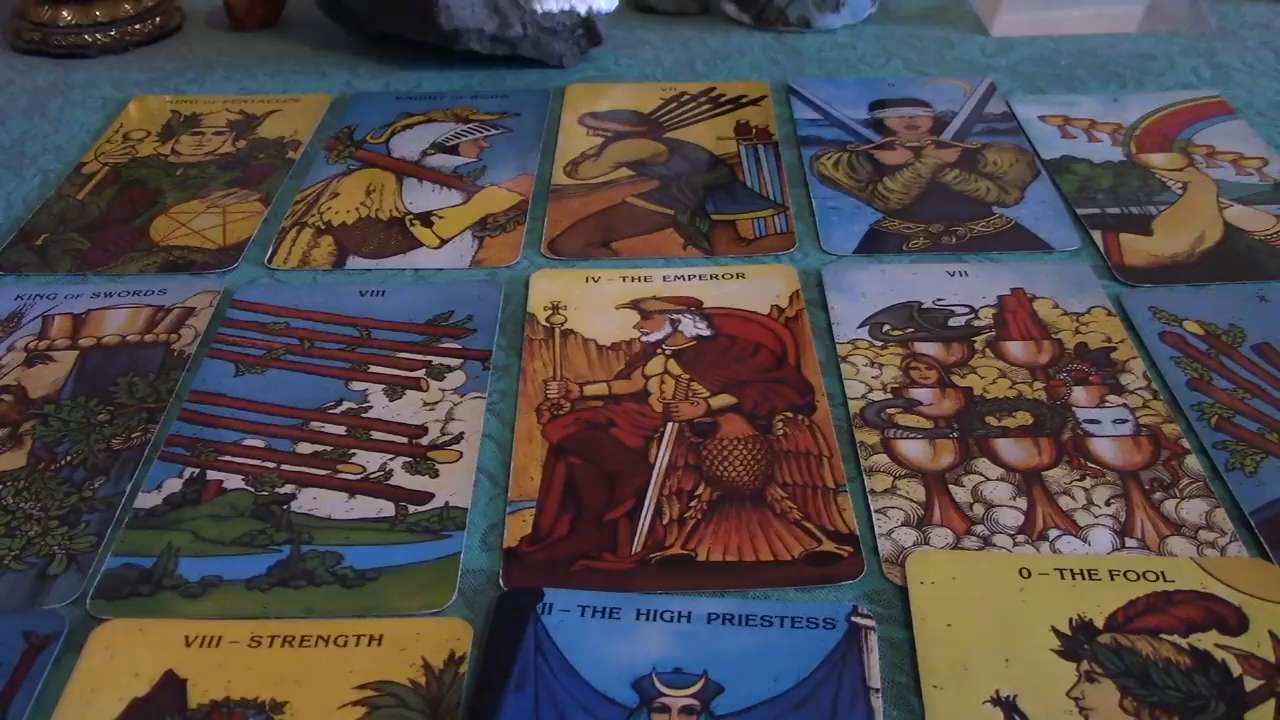 KING OF PENTACLES
KNIGHT OF RODS
VII
II
X
KING OF SWORDS
VIII
IV – THE EMPEROR
VII
X
0 – THE FOOL
II – THE HIGH PRIESTESS
VIII – STRENGTH